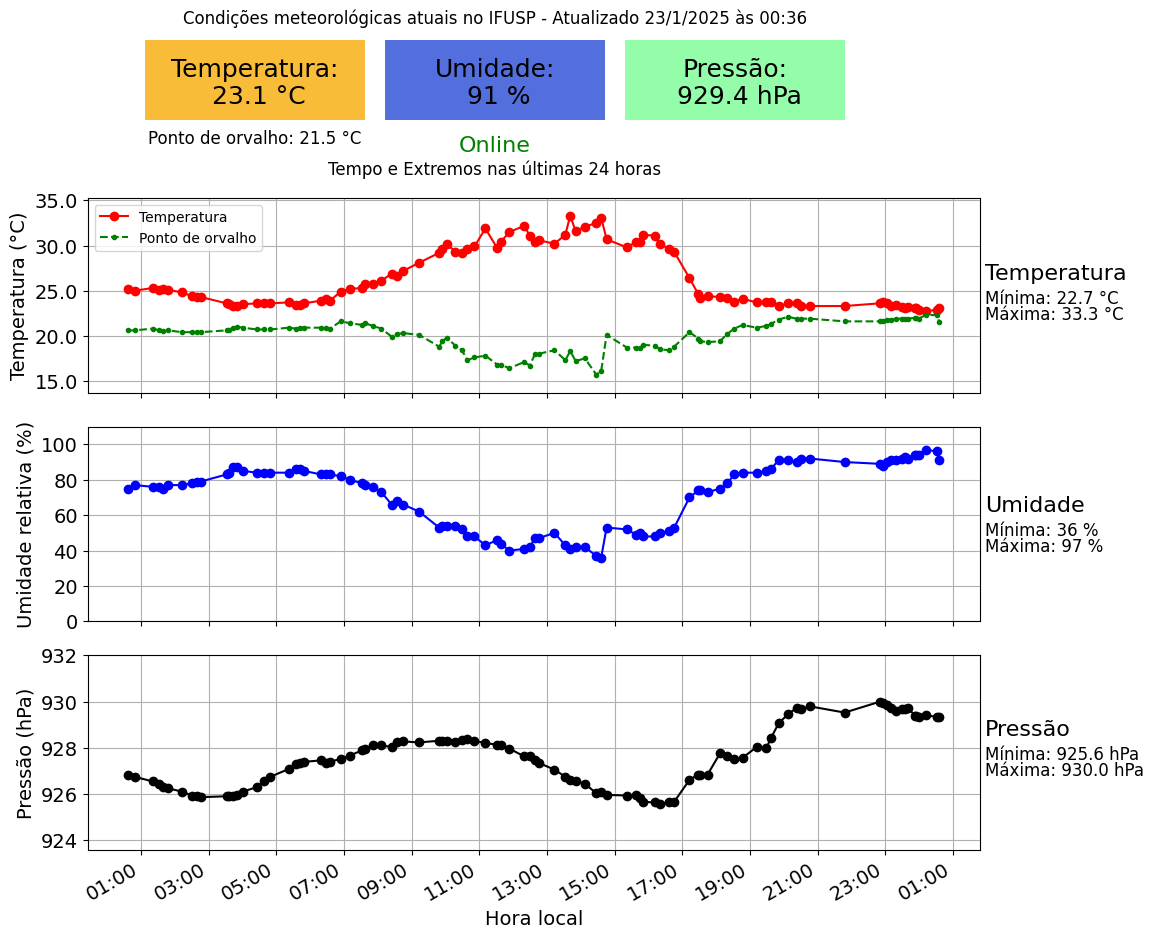 Condições meteorológicas atuais no IFUSP - Atualizado 23/1/2025 às 00:36
Temperatura:
23.1 °C
Umidade:
91 %
Pressão:
929.4 hPa
Ponto de orvalho: 21.5 °C
Online
Tempo e Extremos nas últimas 24 horas
Temperatura (°C)
35.0
30.0
25.0
20.0
15.0
Temperatura
Ponto de orvalho
Temperatura
Mínima: 22.7 °C
Máxima: 33.3 °C
Umidade relativa (%)
100
80
60
40
20
0
Umidade
Mínima: 36 %
Máxima: 97 %
Pressão (hPa)
932
930
928
926
924
Pressão
Mínima: 925.6 hPa
Máxima: 930.0 hPa
01:00 03:00 05:00 07:00 09:00 11:00 13:00 15:00 17:00 19:00 21:00 23:00 01:00
Hora local